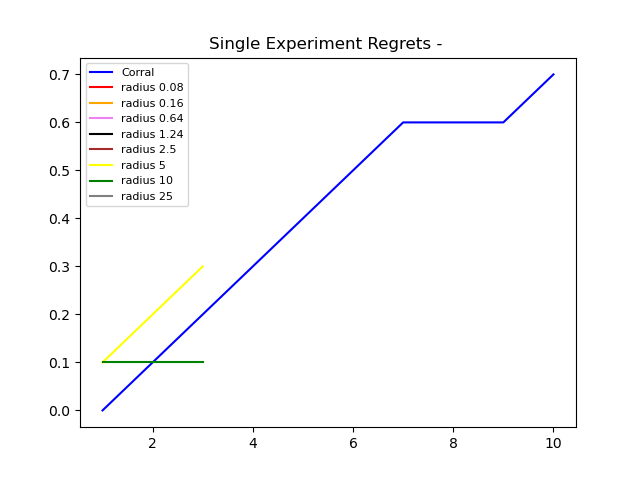 Single Experiment Regrets -
0.7
0.6
0.5
0.4
0.3
0.2
0.1
0.0
Corral
radius 0.08
radius 0.16
radius 0.64
radius 1.24
radius 2.5
radius 5
radius 10
radius 25
2
4
6
8
10